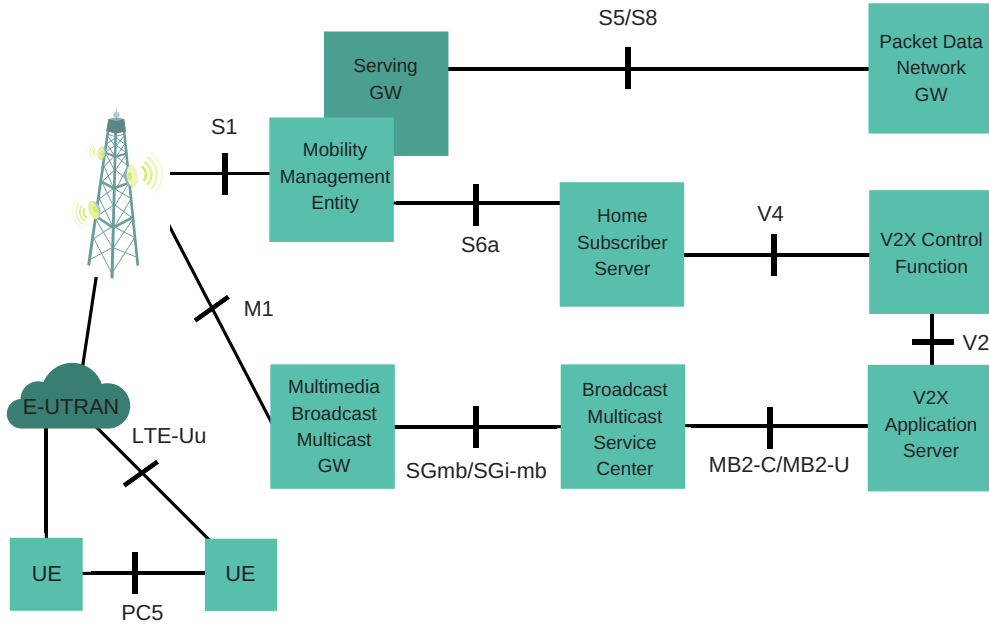 S5/S8
Serving
GW
Packet Data
Network
GW
S1
Mobility
Management
Entity
S6a
Home
Subscriber
Server
V4
V2X Control
Function
M1
V2
E-UTRAN
LTE-Uu
Multimedia
Broadcast
Multicast
GW
SGmb/SGi-mb
Broadcast
Multicast
Service
Center
MB2-C/MB2-U
V2X
Application
Server
UE
PC5
UE